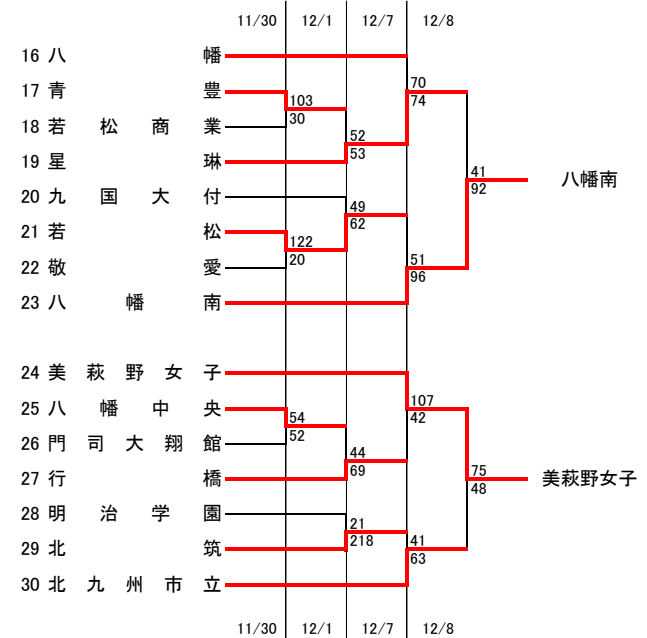 11/30 12/1 12/7 12/8
16 八幡
70
17 青豊
74
103
18 若松商業
30
52
19 星琳
53
41
八幡南
92
20 九国大付
49
21 若松
62
122
22 敬愛
20
51
96
23 八幡南
24 美萩野女子
107
25 八幡中央
42
54
26 門司大翔館
52
44
27 行橋
69
75
美萩野女子
48
28 明治学園
21
29 北筑
218
41
63
30 北九州市立
11/30 12/1 12/7 12/8